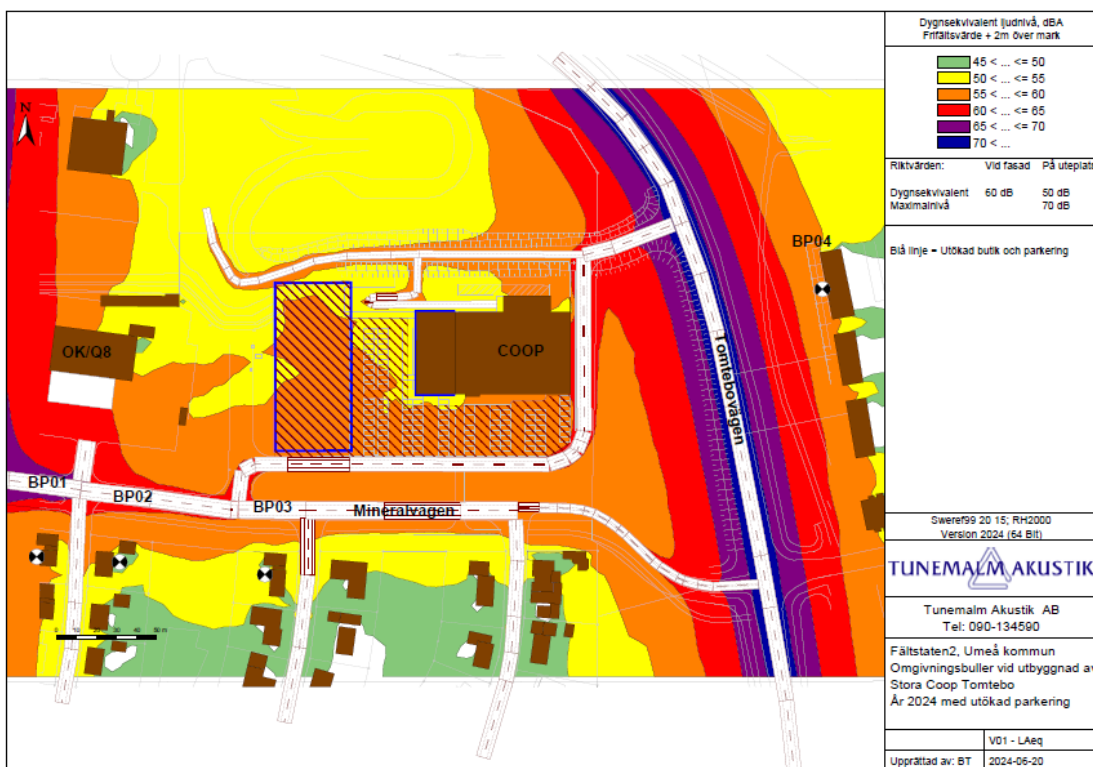 Dygnsekvivalent ljudnivå, dBA
Frifältsvärde + 2m över mark
45 < ... <= 50
50 < ... <= 55
55 < ... <= 60
60 < ... <= 65
65 < ... <= 70
70 < ...
Riktvärden: Vid fasad På uteplats
Dygnsekvivalent 60 dB 50 dB
Maximalnivå 70 dB
Blå linje = Utökad butik och parkering
N
BP04
OK/Q8
COOP
Tomtebovägen
BP01
BP02
BP03
Mineralvägen
0 10 20 30 40 50 m
Sweref99 20 15; RH2000
Version 2024 (64 Bit)
TUNEMALM AKUSTIK
Tunemalm Akustik AB
Tel: 090-134590
Fältstaten2, Umeå kommun
Omgivningsbuller vid utbyggnad av
Stora Coop Tomtebo
År 2024 med utökad parkering
V01 - LAeq
Upprättad av: BT 2024-06-20